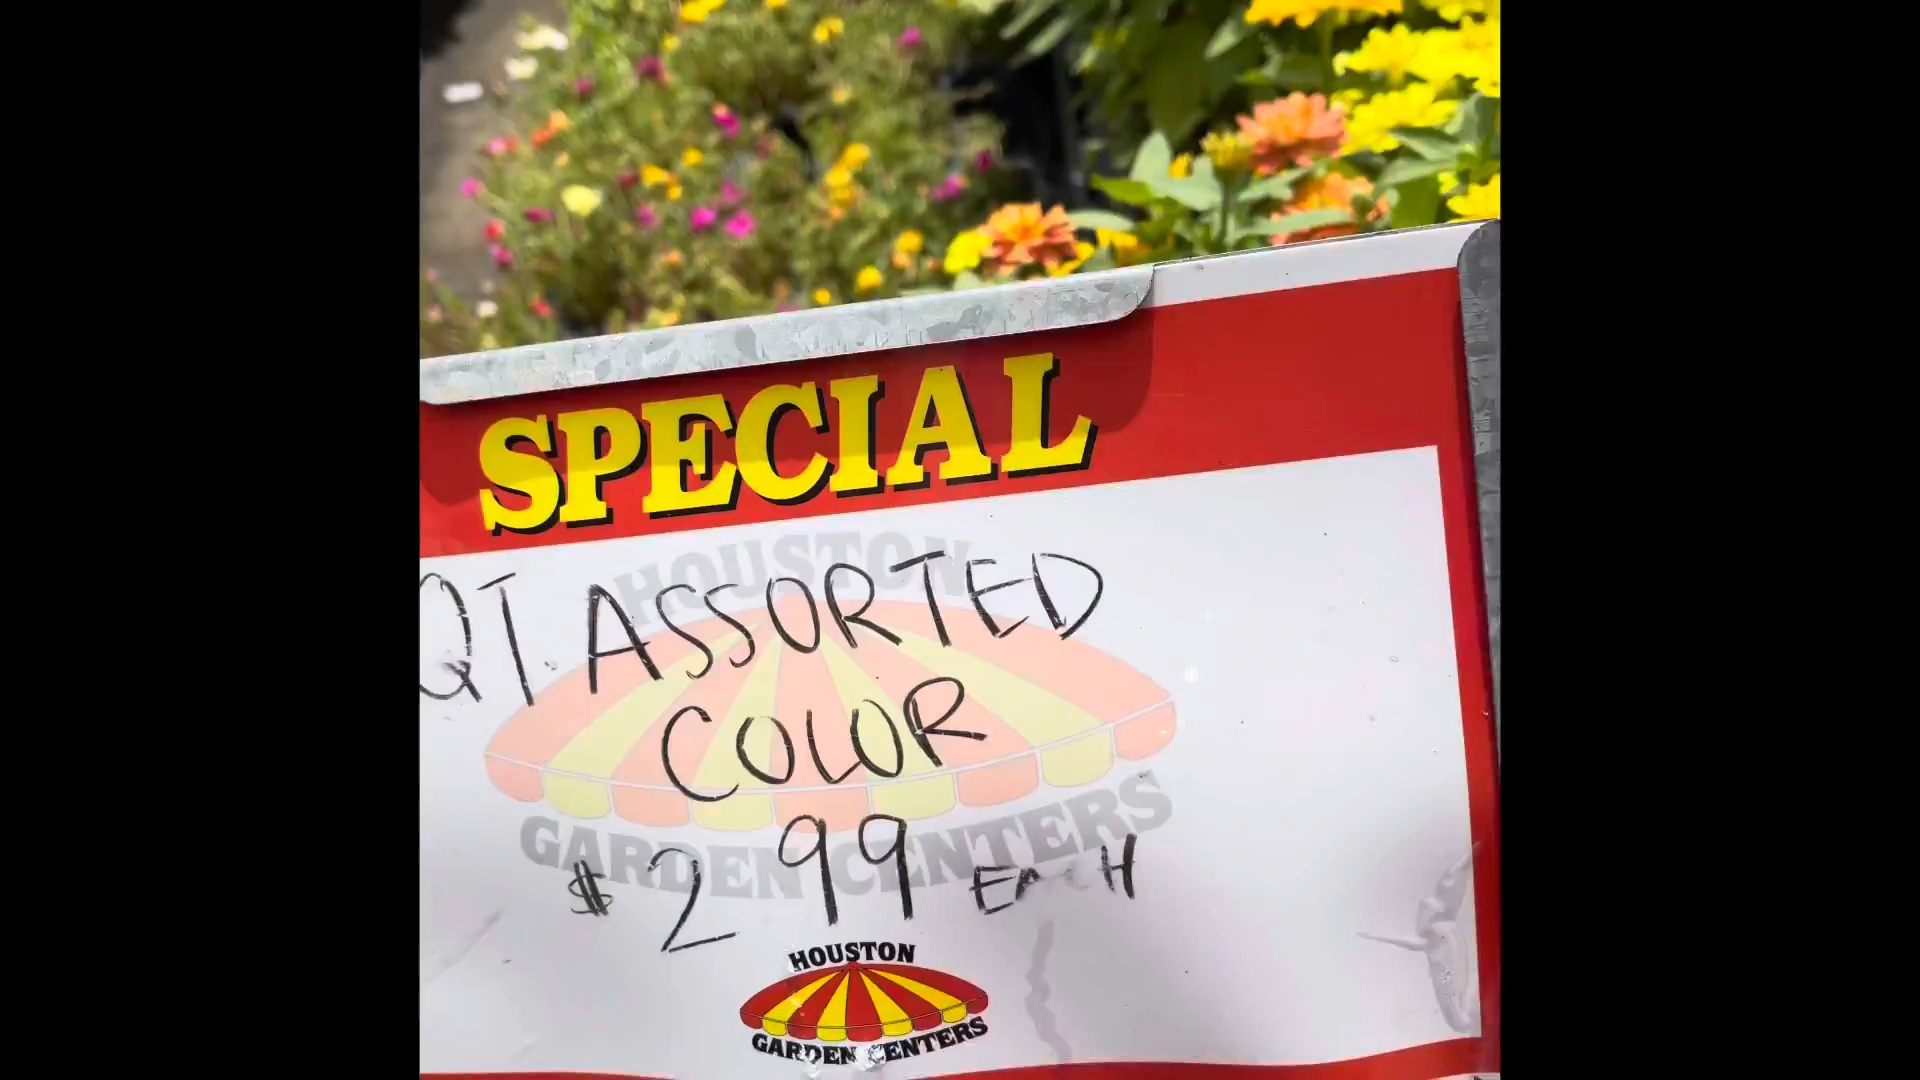 SPECIAL
HOUSTON
QT. ASSORTED
COLOR
GARDEN CENTERS
$2.99 EACH
HOUSTON
GARDEN CENTERS